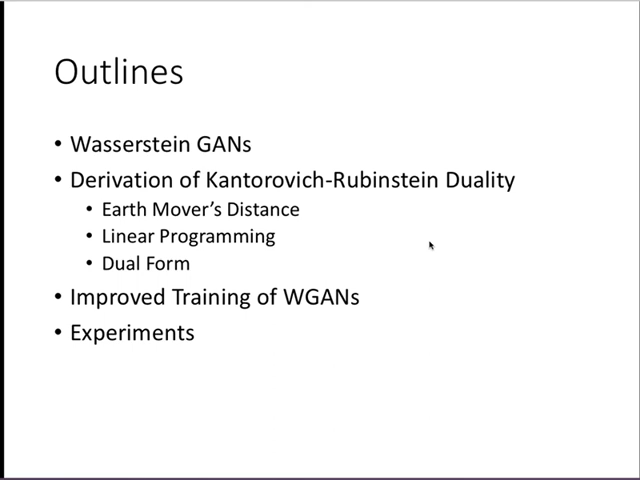 Outlines
• Wasserstein GANs
• Derivation of Kantorovich-Rubinstein Duality
• Earth Mover’s Distance
• Linear Programming
• Dual Form
• Improved Training of WGANs
• Experiments